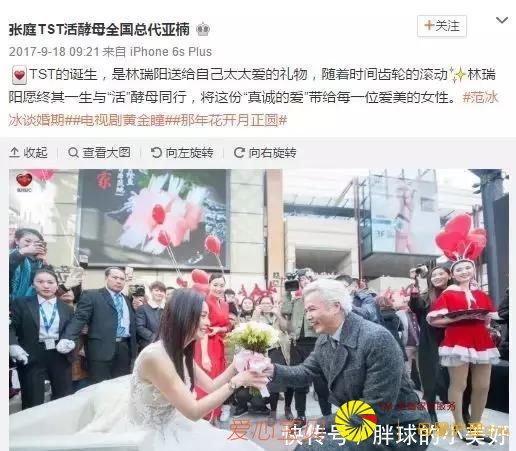 张庭TST活酵母全国总代亚楠
+关注
2017-9-18 09:21 来自 iPhone 6s Plus
TST的诞生，是林瑞阳送给自己太太爱的礼物，随着时间齿轮的滚动✨林瑞
阳愿终其一生与“活”酵母同行，将这份“真诚的爱”带给每一位爱美的女性。#范冰
冰谈婚期##电视剧黄金瞳##那年花开月正圆#
收起 查看大图 向左旋转 向右旋转
快传号/胖球的小美好